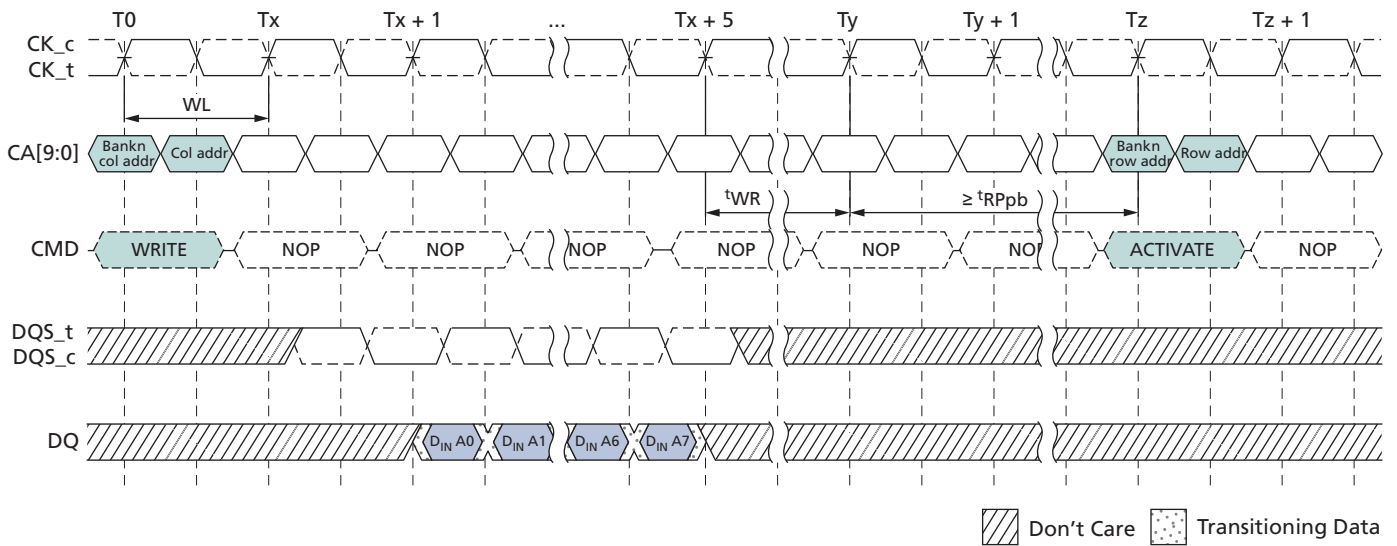 T0 Tx Tx + 1 ... Tx + 5 Ty Ty + 1 Tz Tz + 1
CK_c
CK_t
WL
CA[9:0] Bankn col addr Col addr Bankn row addr Row addr
tWR ≥ tRPpb
CMD WRITE NOP NOP NOP NOP NOP NOP ACTIVATE NOP
DQS_t
DQS_c
DQ DIN A0 DIN A1 DIN A6 DIN A7
Don't Care Transitioning Data